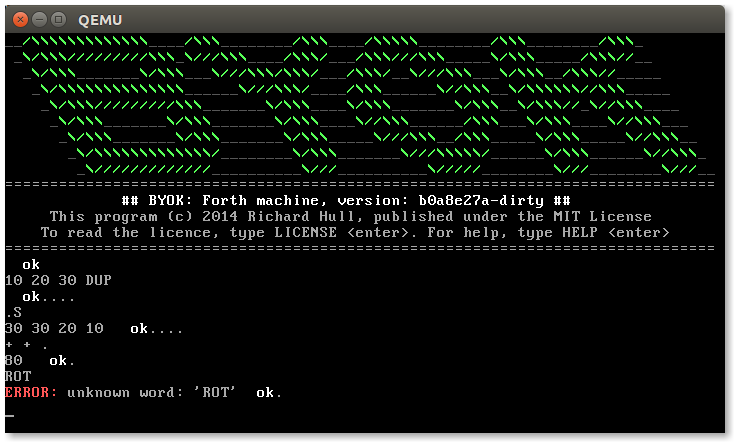 QEMU
BYOK
================================================================================
## BYOK: Forth machine, version: b0a8e27a-dirty ##
This program (c) 2014 Richard Hull, published under the MIT License
To read the licence, type LICENSE <enter>. For help, type HELP <enter>
================================================================================
ok
10 20 30 DUP
ok....
.S
30 30 20 10 ok....
+ + .
80 ok.
ROT
ERROR: unknown word: 'ROT' ok.
_